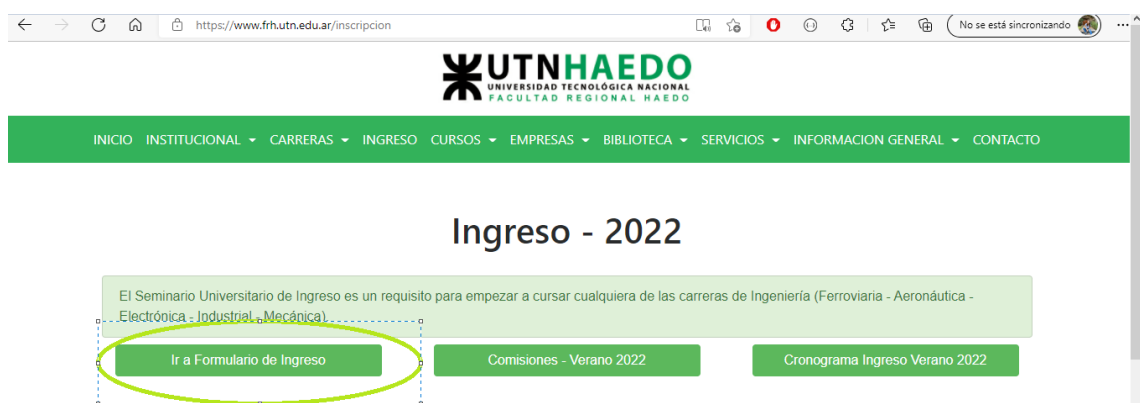 https://www.frh.utn.edu.ar/inscripcion
No se está sincronizando
UTNHAEDO
UNIVERSIDAD TECNOLÓGICA NACIONAL
FACULTAD REGIONAL HAEDO
INICIO INSTITUCIONAL CARRERAS INGRESO CURSOS EMPRESAS BIBLIOTECA SERVICIOS INFORMACION GENERAL CONTACTO
Ingreso - 2022
El Seminario Universitario de Ingreso es un requisito para empezar a cursar cualquiera de las carreras de Ingeniería (Ferroviaria - Aeronáutica -
Electrónica - Industrial - Mecánica)
Ir a Formulario de Ingreso
Comisiones - Verano 2022
Cronograma Ingreso Verano 2022